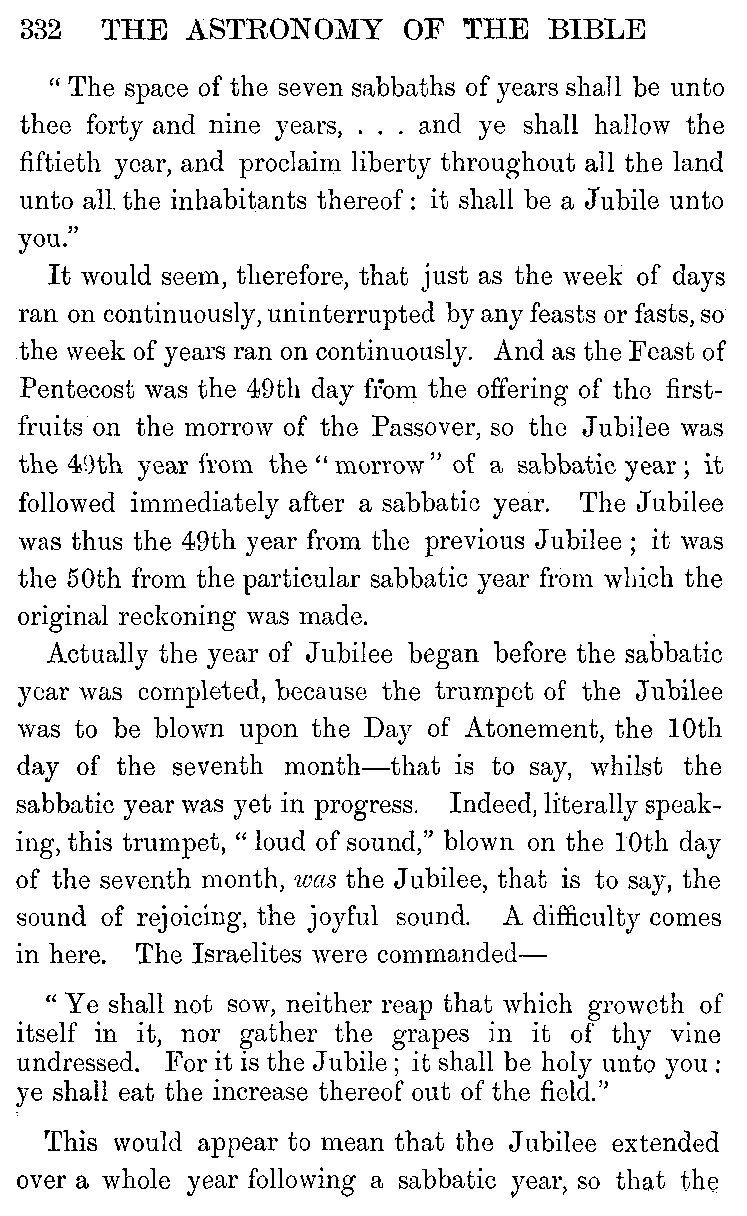 332 THE ASTRONOMY OF THE BIBLE
“ The space of the seven sabbaths of years shall be unto
thee forty and nine years, . . . and ye shall hallow the
fiftieth year, and proclaim liberty throughout all the land
unto all the inhabitants thereof : it shall be a Jubile unto
you.”
It would seem, therefore, that just as the week of days
ran on continuously, uninterrupted by any feasts or fasts, so
the week of years ran on continuously. And as the Feast of
Pentecost was the 49th day from the offering of the first-
fruits on the morrow of the Passover, so the Jubilee was
the 49th year from the “ morrow ” of a sabbatic year ; it
followed immediately after a sabbatic year. The Jubilee
was thus the 49th year from the previous Jubilee ; it was
the 50th from the particular sabbatic year from which the
original reckoning was made.
Actually the year of Jubilee began before the sabbatic
year was completed, because the trumpet of the Jubilee
was to be blown upon the Day of Atonement, the 10th
day of the seventh month—that is to say, whilst the
sabbatic year was yet in progress. Indeed, literally speak-
ing, this trumpet, “ loud of sound,” blown on the 10th day
of the seventh month, was the Jubilee, that is to say, the
sound of rejoicing, the joyful sound. A difficulty comes
in here. The Israelites were commanded—
“ Ye shall not sow, neither reap that which groweth of
itself in it, nor gather the grapes in it of thy vine
undressed. For it is the Jubile ; it shall be holy unto you :
ye shall eat the increase thereof out of the field.”
This would appear to mean that the Jubilee extended
over a whole year following a sabbatic year, so that the